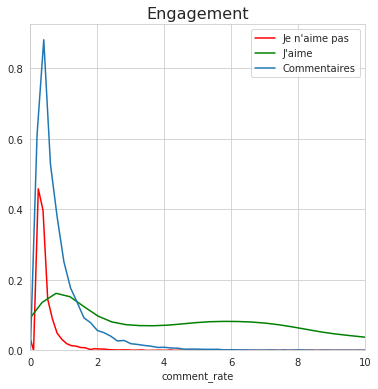 Engagement
Je n'aime pas
J'aime
Commentaires
0.8
0.6
0.4
0.2
0.0
0
2
4
6
8
10
comment_rate